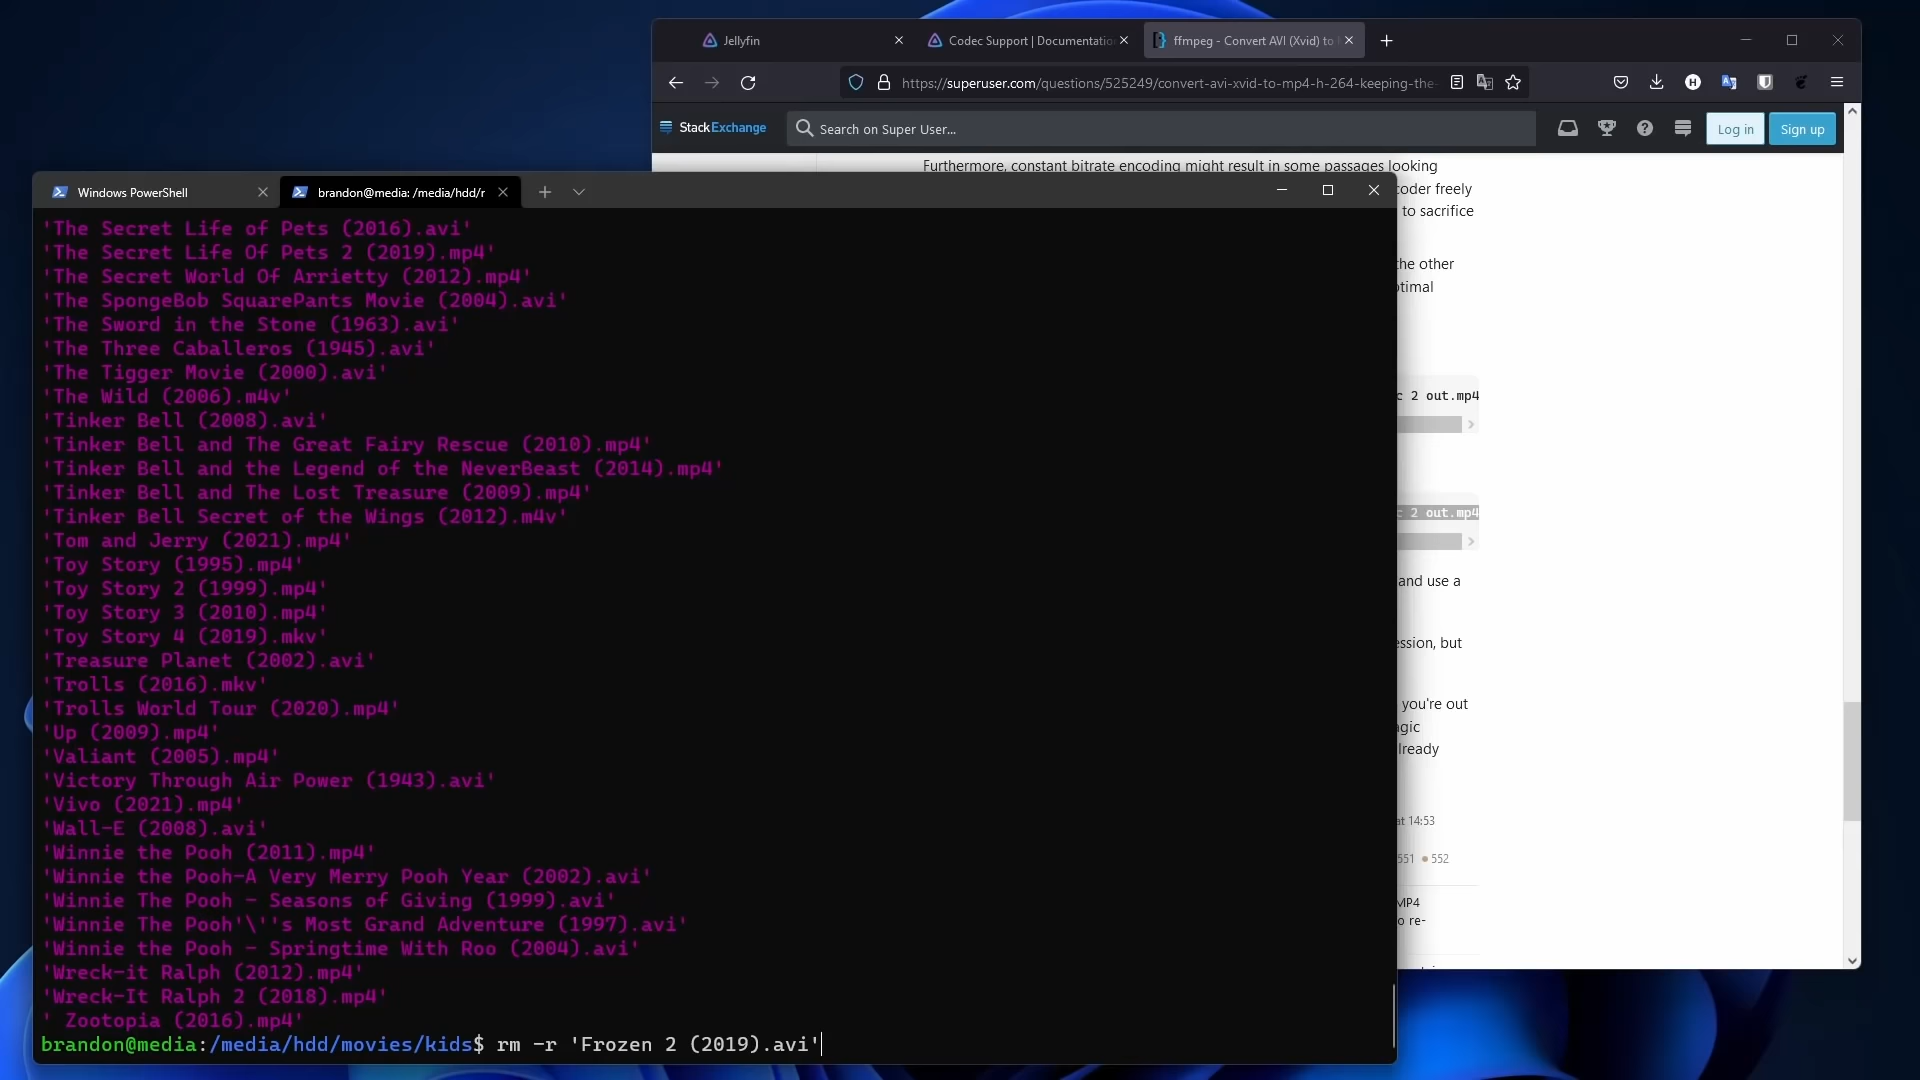 Jellyfin
Codec Support | Documentatio
ffmpeg - Convert AVI (Xvid) to
https://superuser.com/questions/525249/convert-avi-xvid-to-mp4-h-264-keeping-the-
StackExchange
Search on Super User...
Log in
Sign up
Furthermore, constant bitrate encoding might result in some passages looking
coder freely
to sacrifice
the other
otimal
c 2 out.mp4
c 2 out.mp4
and use a
ession, but
you're out
agic
lready
at 14:53
551
552
MP4
o re-
Windows PowerShell
brandon@media: /media/hdd/r
'The Secret Life of Pets (2016).avi'
'The Secret Life Of Pets 2 (2019).mp4'
'The Secret World Of Arrietty (2012).mp4'
'The SpongeBob SquarePants Movie (2004).avi'
'The Sword in the Stone (1963).avi'
'The Three Caballeros (1945).avi'
'The Tigger Movie (2000).avi'
'The Wild (2006).m4v'
'Tinker Bell (2008).avi'
'Tinker Bell and The Great Fairy Rescue (2010).mp4'
'Tinker Bell and the Legend of the NeverBeast (2014).mp4'
'Tinker Bell and The Lost Treasure (2009).mp4'
'Tinker Bell Secret of the Wings (2012).m4v'
'Tom and Jerry (2021).mp4'
'Toy Story (1995).mp4'
'Toy Story 2 (1999).mp4'
'Toy Story 3 (2010).mp4'
'Toy Story 4 (2019).mkv'
'Treasure Planet (2002).avi'
'Trolls (2016).mkv'
'Trolls World Tour (2020).mp4'
'Up (2009).mp4'
'Valiant (2005).mp4'
'Victory Through Air Power (1943).avi'
'Vivo (2021).mp4'
'Wall-E (2008).avi'
'Winnie the Pooh (2011).mp4'
'Winnie the Pooh-A Very Merry Pooh Year (2002).avi'
'Winnie The Pooh - Seasons of Giving (1999).avi'
'Winnie The Pooh'\''s Most Grand Adventure (1997).avi'
'Winnie the Pooh - Springtime With Roo (2004).avi'
'Wreck-it Ralph (2012).mp4'
'Wreck-It Ralph 2 (2018).mp4'
' Zootopia (2016).mp4'
brandon@media:/media/hdd/movies/kids$ rm -r 'Frozen 2 (2019).avi'